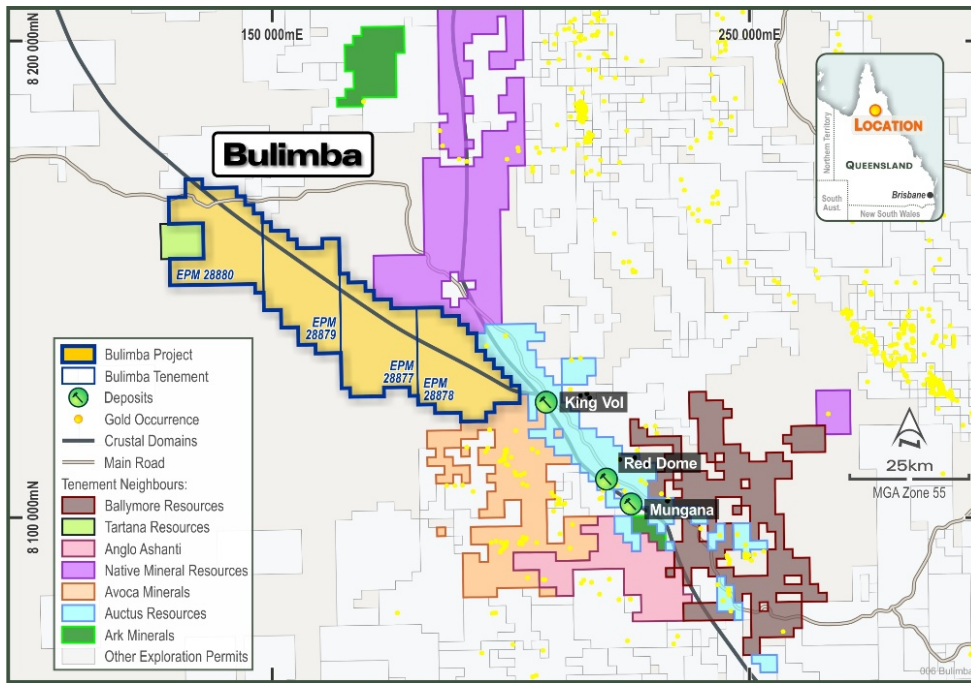 150 000mE
250 000mE
8 200 000mN
8 100 000mN
Bulimba
LOCATION
Northern Territory
QUEENSLAND
Brisbane
South
Aust.
New South Wales
EPM 28880
EPM
28879
EPM
28877
EPM
28878
King Vol
Red Dome
Mungana
25km
MGA Zone 55
Bulimba Project
Bulimba Tenement
Deposits
Gold Occurrence
Crustal Domains
Main Road
Tenement Neighbours:
Ballymore Resources
Tartana Resources
Anglo Ashanti
Native Mineral Resources
Avoca Minerals
Auctus Resources
Ark Minerals
Other Exploration Permits
006 Bulimba